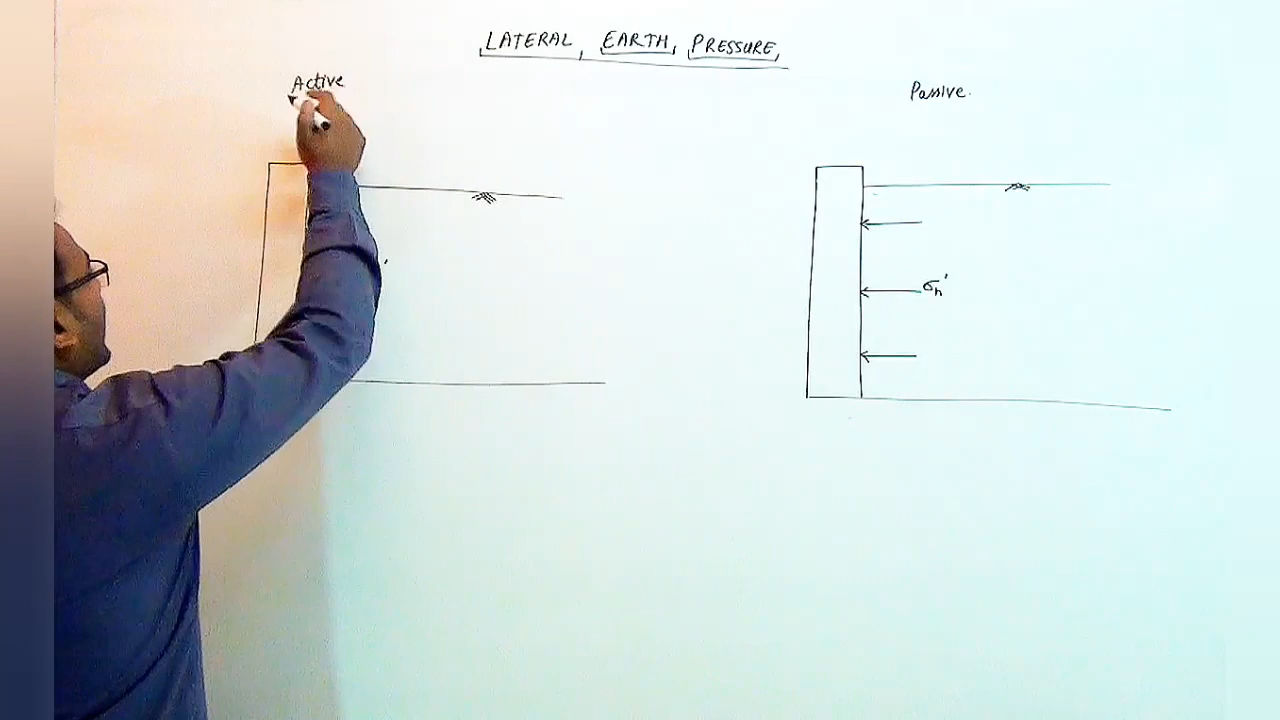 LATERAL, EARTH, PRESSURE,
Active
Passive.
σh'